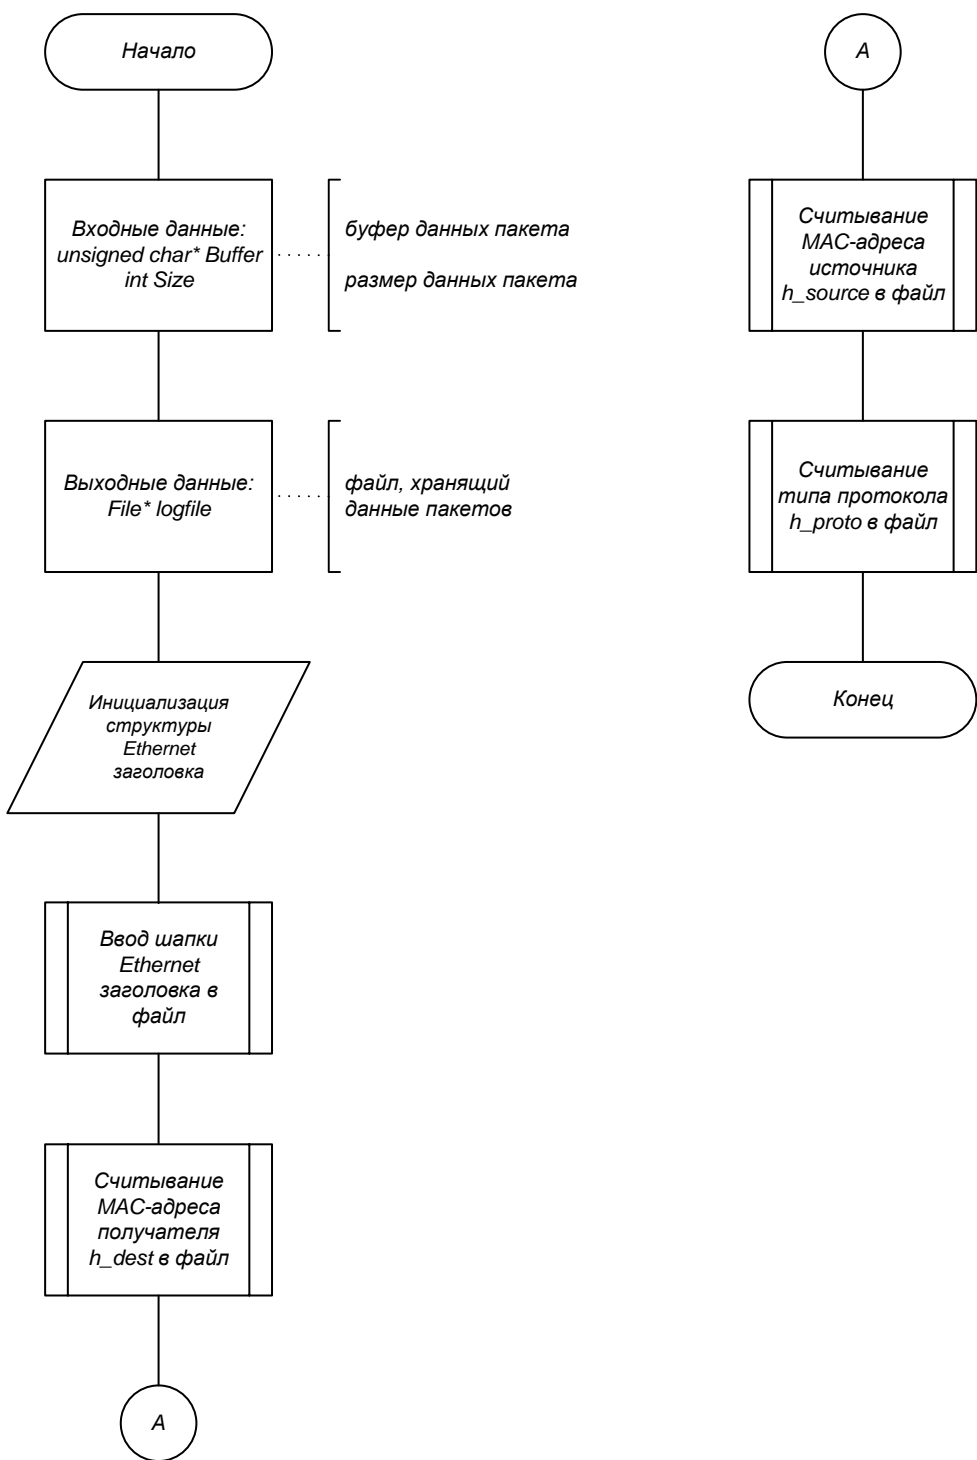 Начало
Входные данные:
unsigned char* Buffer
int Size
буфер данных пакета
размер данных пакета
Выходные данные:
File* logfile
файл, хранящий
данные пакетов
Инициализация
структуры
Ethernet
заголовка
Ввод шапки
Ethernet
заголовка в
файл
Считывание
MAC-адреса
получателя
h_dest в файл
А
А
Считывание
MAC-адреса
источника
h_source в файл
Считывание
типа протокола
h_proto в файл
Конец